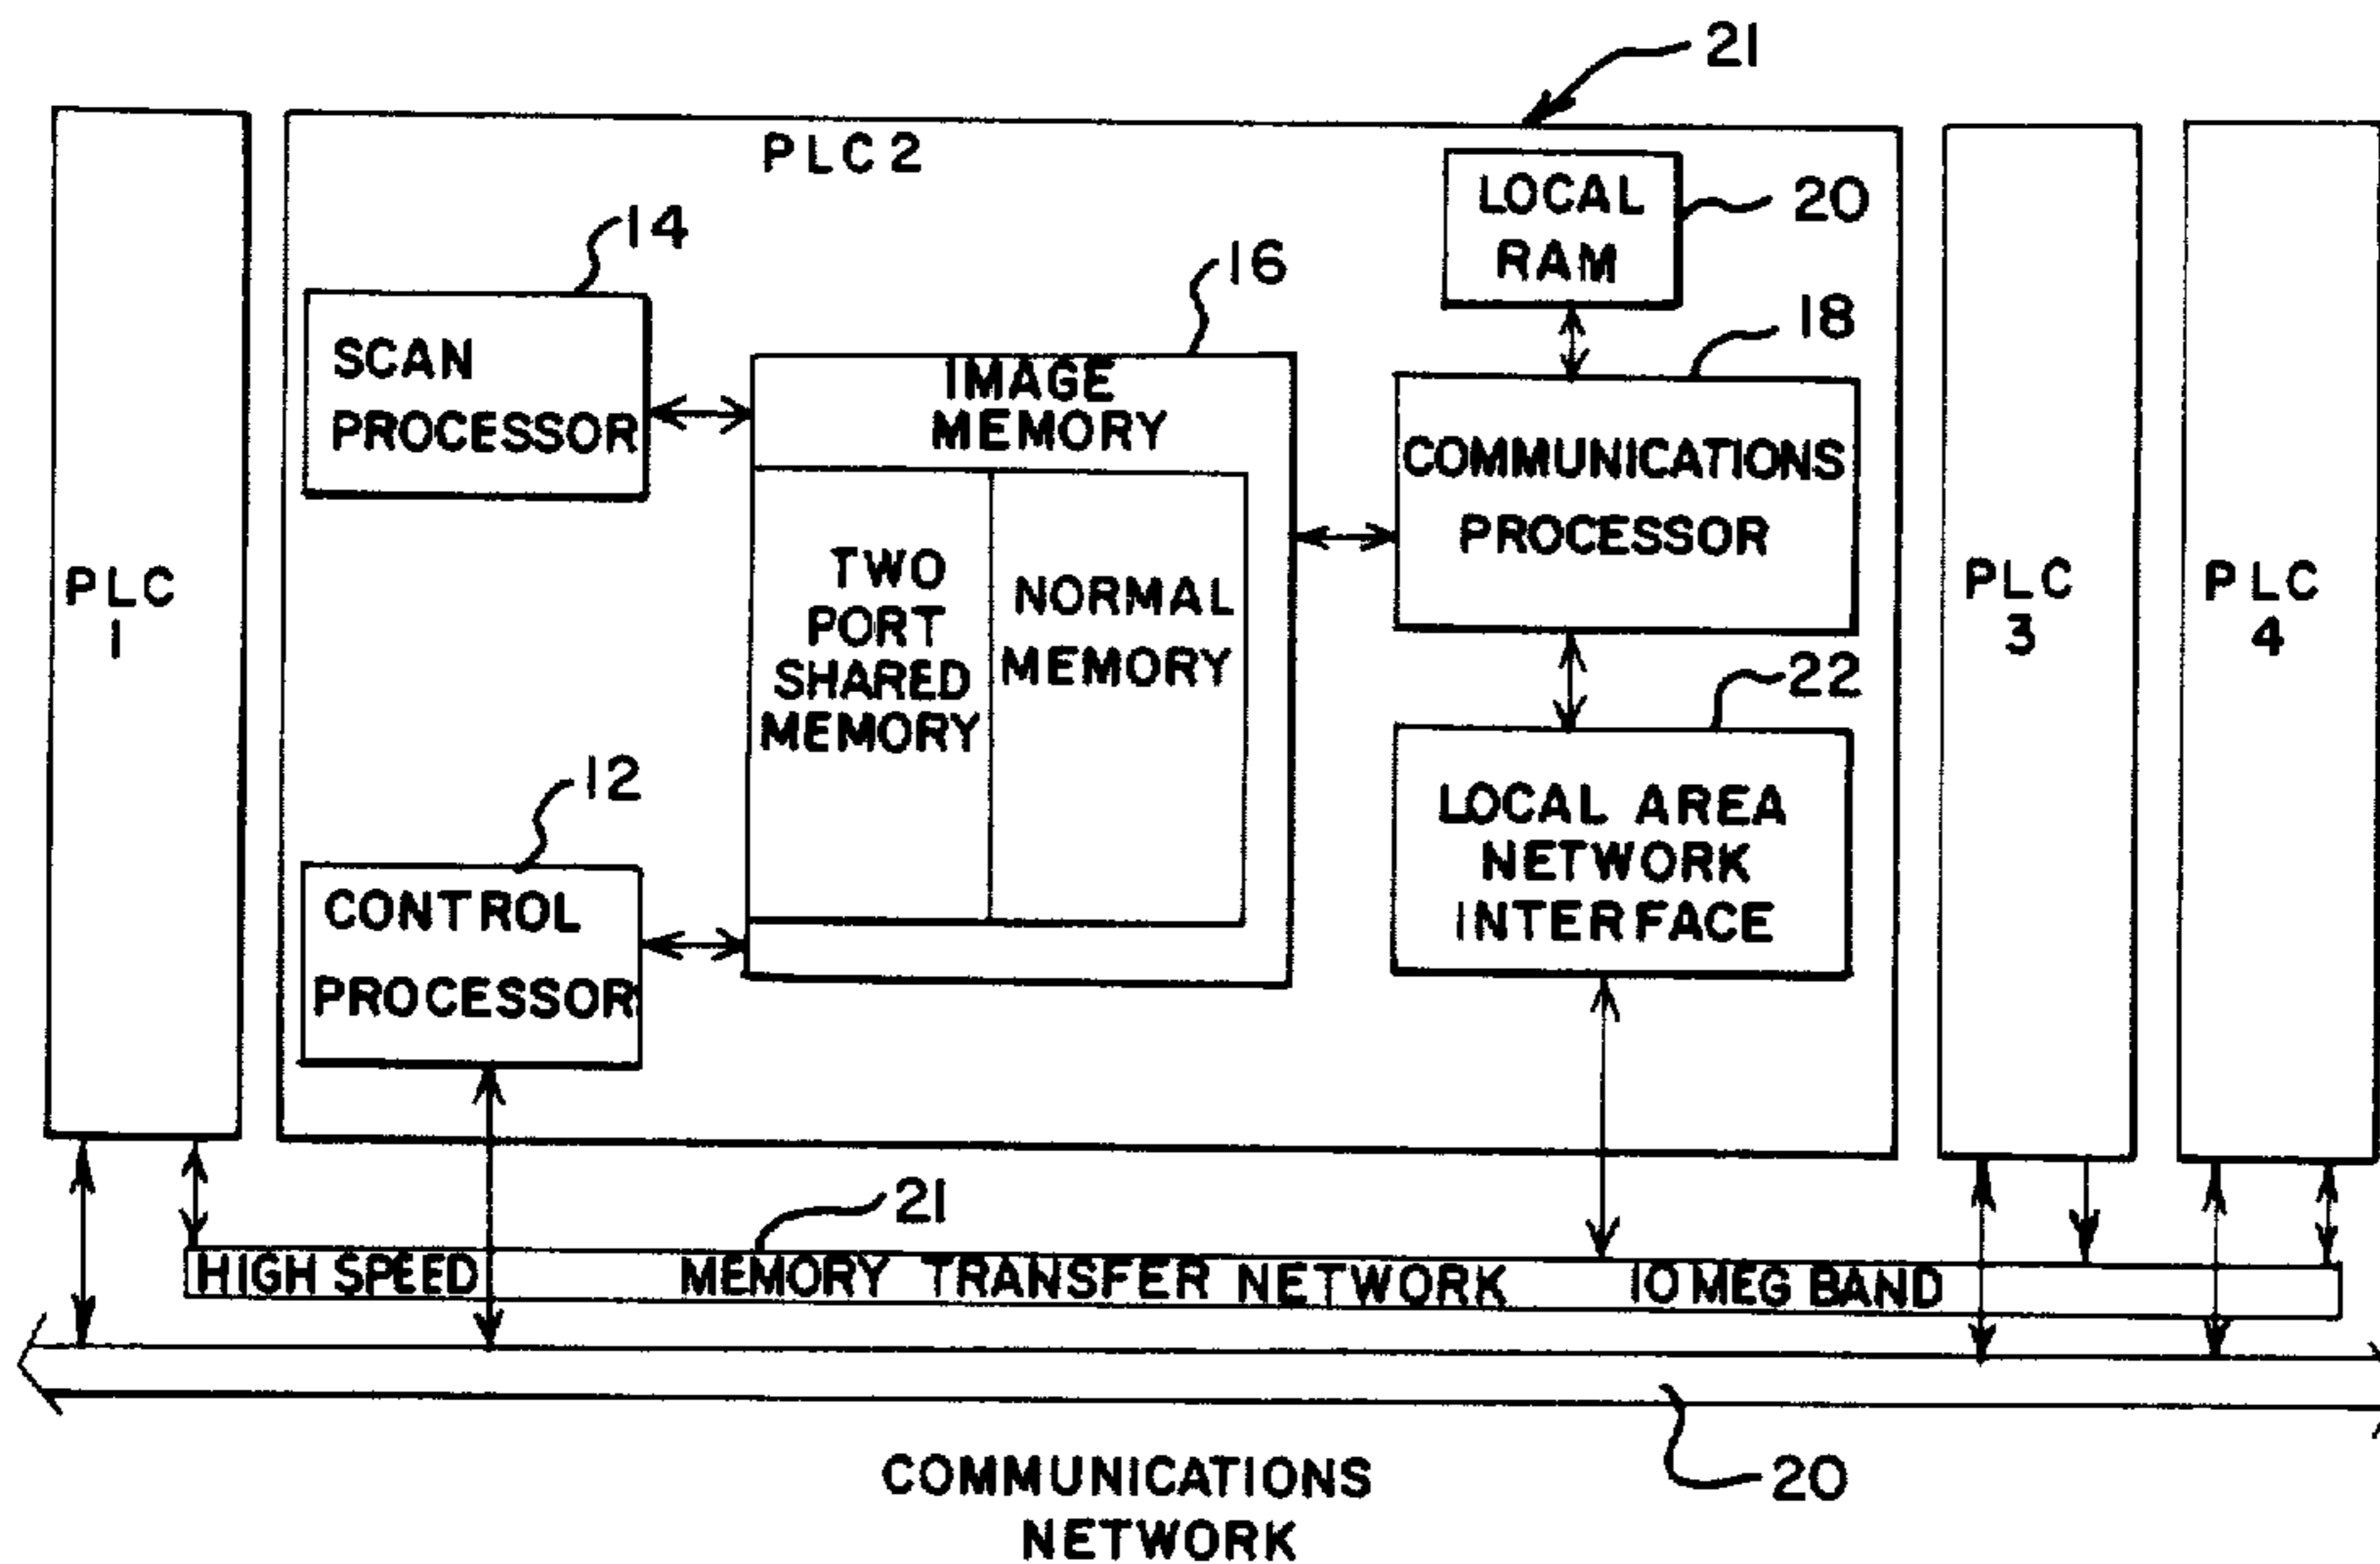 21
PLC2
LOCAL
RAM
20
14
16
18
SCAN
PROCESSOR
IMAGE
MEMORY
COMMUNICATIONS
PROCESSOR
TWO
PORT
SHARED
MEMORY
NORMAL
MEMORY
PLC
1
PLC
3
PLC
4
22
12
LOCAL AREA
NETWORK
INTERFACE
CONTROL
PROCESSOR
21
HIGH SPEED MEMORY TRANSFER NETWORK 10 MEG BAND
20
COMMUNICATIONS
NETWORK